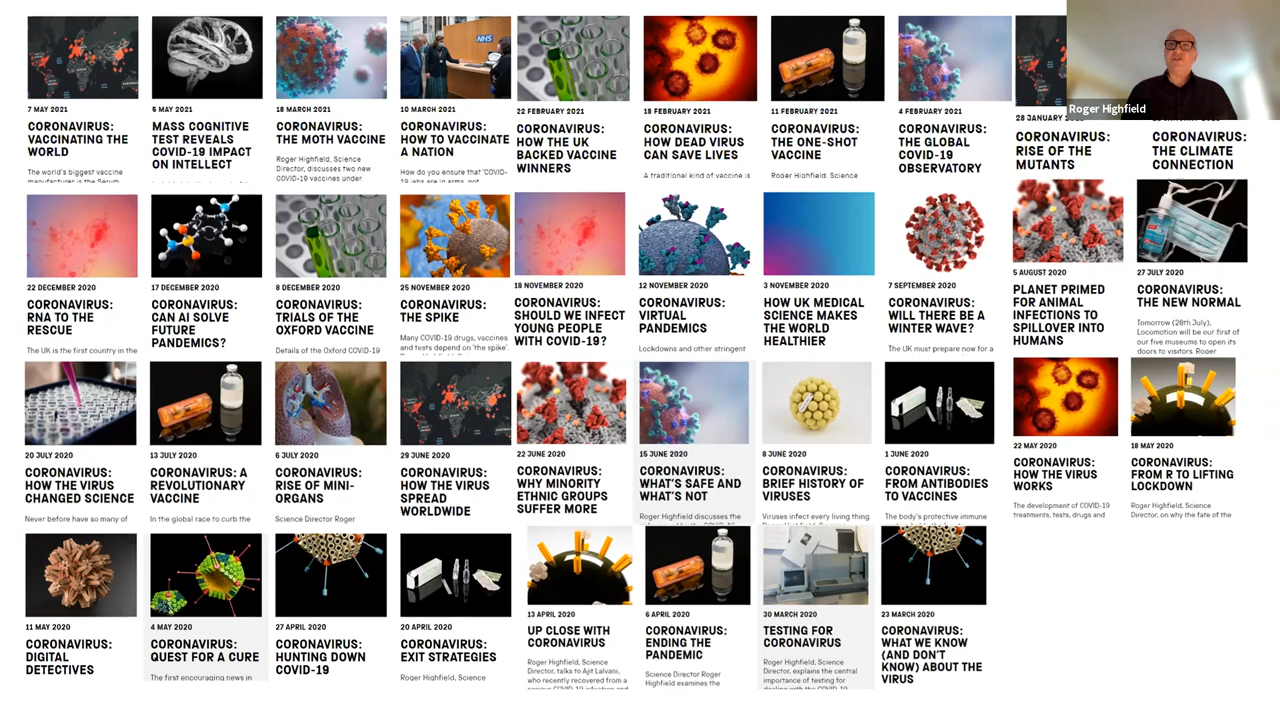 NHS
Roger Highfield
7 MAY 2021
CORONAVIRUS:
VACCINATING THE
WORLD
The world's biggest vaccine
manufacturer is the Serum
5 MAY 2021
MASS COGNITIVE
TEST REVEALS
COVID-19 IMPACT
ON INTELLECT
18 MARCH 2021
CORONAVIRUS:
THE MOTH VACCINE
Roger Highfield, Science
Director, discusses two new
COVID-19 vaccines under
10 MARCH 2021
CORONAVIRUS:
HOW TO VACCINATE
A NATION
How do you ensure that 'COVID-
19 jabs are in arms, not
22 FEBRUARY 2021
CORONAVIRUS:
HOW THE UK
BACKED VACCINE
WINNERS
18 FEBRUARY 2021
CORONAVIRUS:
HOW DEAD VIRUS
CAN SAVE LIVES
A traditional kind of vaccine is
11 FEBRUARY 2021
CORONAVIRUS:
THE ONE-SHOT
VACCINE
Roger Highfield, Science
4 FEBRUARY 2021
CORONAVIRUS:
THE GLOBAL
COVID-19
OBSERVATORY
28 JANUARY
CORONAVIRUS:
RISE OF THE
MUTANTS
CORONAVIRUS:
THE CLIMATE
CONNECTION
22 DECEMBER 2020
CORONAVIRUS:
RNA TO THE
RESCUE
The UK is the first country in the
17 DECEMBER 2020
CORONAVIRUS:
CAN AI SOLVE
FUTURE
PANDEMICS?
8 DECEMBER 2020
CORONAVIRUS:
TRIALS OF THE
OXFORD VACCINE
Details of the Oxford COVID-19
25 NOVEMBER 2020
CORONAVIRUS:
THE SPIKE
Many COVID-19 drugs, vaccines
and tests depend on 'the spike'.
18 NOVEMBER 2020
CORONAVIRUS:
SHOULD WE INFECT
YOUNG PEOPLE
WITH COVID-19?
12 NOVEMBER 2020
CORONAVIRUS:
VIRTUAL
PANDEMICS
Lockdowns and other stringent
3 NOVEMBER 2020
HOW UK MEDICAL
SCIENCE MAKES
THE WORLD
HEALTHIER
7 SEPTEMBER 2020
CORONAVIRUS:
WILL THERE BE A
WINTER WAVE?
The UK must prepare now for a
5 AUGUST 2020
PLANET PRIMED
FOR ANIMAL
INFECTIONS TO
SPILLOVER INTO
HUMANS
27 JULY 2020
CORONAVIRUS:
THE NEW NORMAL
Tomorrow (28th July),
Locomotion will be our first of
our five museums to open its
doors to visitors. Roger
20 JULY 2020
CORONAVIRUS:
HOW THE VIRUS
CHANGED SCIENCE
Never before have so many of
13 JULY 2020
CORONAVIRUS: A
REVOLUTIONARY
VACCINE
In the global race to curb the
6 JULY 2020
CORONAVIRUS:
RISE OF MINI-
ORGANS
Science Director Roger
29 JUNE 2020
CORONAVIRUS:
HOW THE VIRUS
SPREAD
WORLDWIDE
22 JUNE 2020
CORONAVIRUS:
WHY MINORITY
ETHNIC GROUPS
SUFFER MORE
15 JUNE 2020
CORONAVIRUS:
WHAT'S SAFE AND
WHAT'S NOT
Roger Highfield discusses the
8 JUNE 2020
CORONAVIRUS:
BRIEF HISTORY OF
VIRUSES
Viruses infect every living thing.
1 JUNE 2020
CORONAVIRUS:
FROM ANTIBODIES
TO VACCINES
The body's protective immune
22 MAY 2020
CORONAVIRUS:
HOW THE VIRUS
WORKS
The development of COVID-19
treatments, tests, drugs and
18 MAY 2020
CORONAVIRUS:
FROM R TO LIFTING
LOCKDOWN
Roger Highfield, Science
Director, on why the fate of the
11 MAY 2020
CORONAVIRUS:
DIGITAL
DETECTIVES
4 MAY 2020
CORONAVIRUS:
QUEST FOR A CURE
The first encouraging news in
27 APRIL 2020
CORONAVIRUS:
HUNTING DOWN
COVID-19
20 APRIL 2020
CORONAVIRUS:
EXIT STRATEGIES
Roger Highfield, Science
13 APRIL 2020
UP CLOSE WITH
CORONAVIRUS
Roger Highfield, Science
Director, talks to Ajit Lalvani,
who recently recovered from a
serious COVID-19 infection and
6 APRIL 2020
CORONAVIRUS:
ENDING THE
PANDEMIC
Science Director Roger
Highfield examines the
30 MARCH 2020
TESTING FOR
CORONAVIRUS
Roger Highfield, Science
Director, explains the central
importance of testing for
dealing with the COVID-19
23 MARCH 2020
CORONAVIRUS:
WHAT WE KNOW
(AND DON'T
KNOW) ABOUT THE
VIRUS